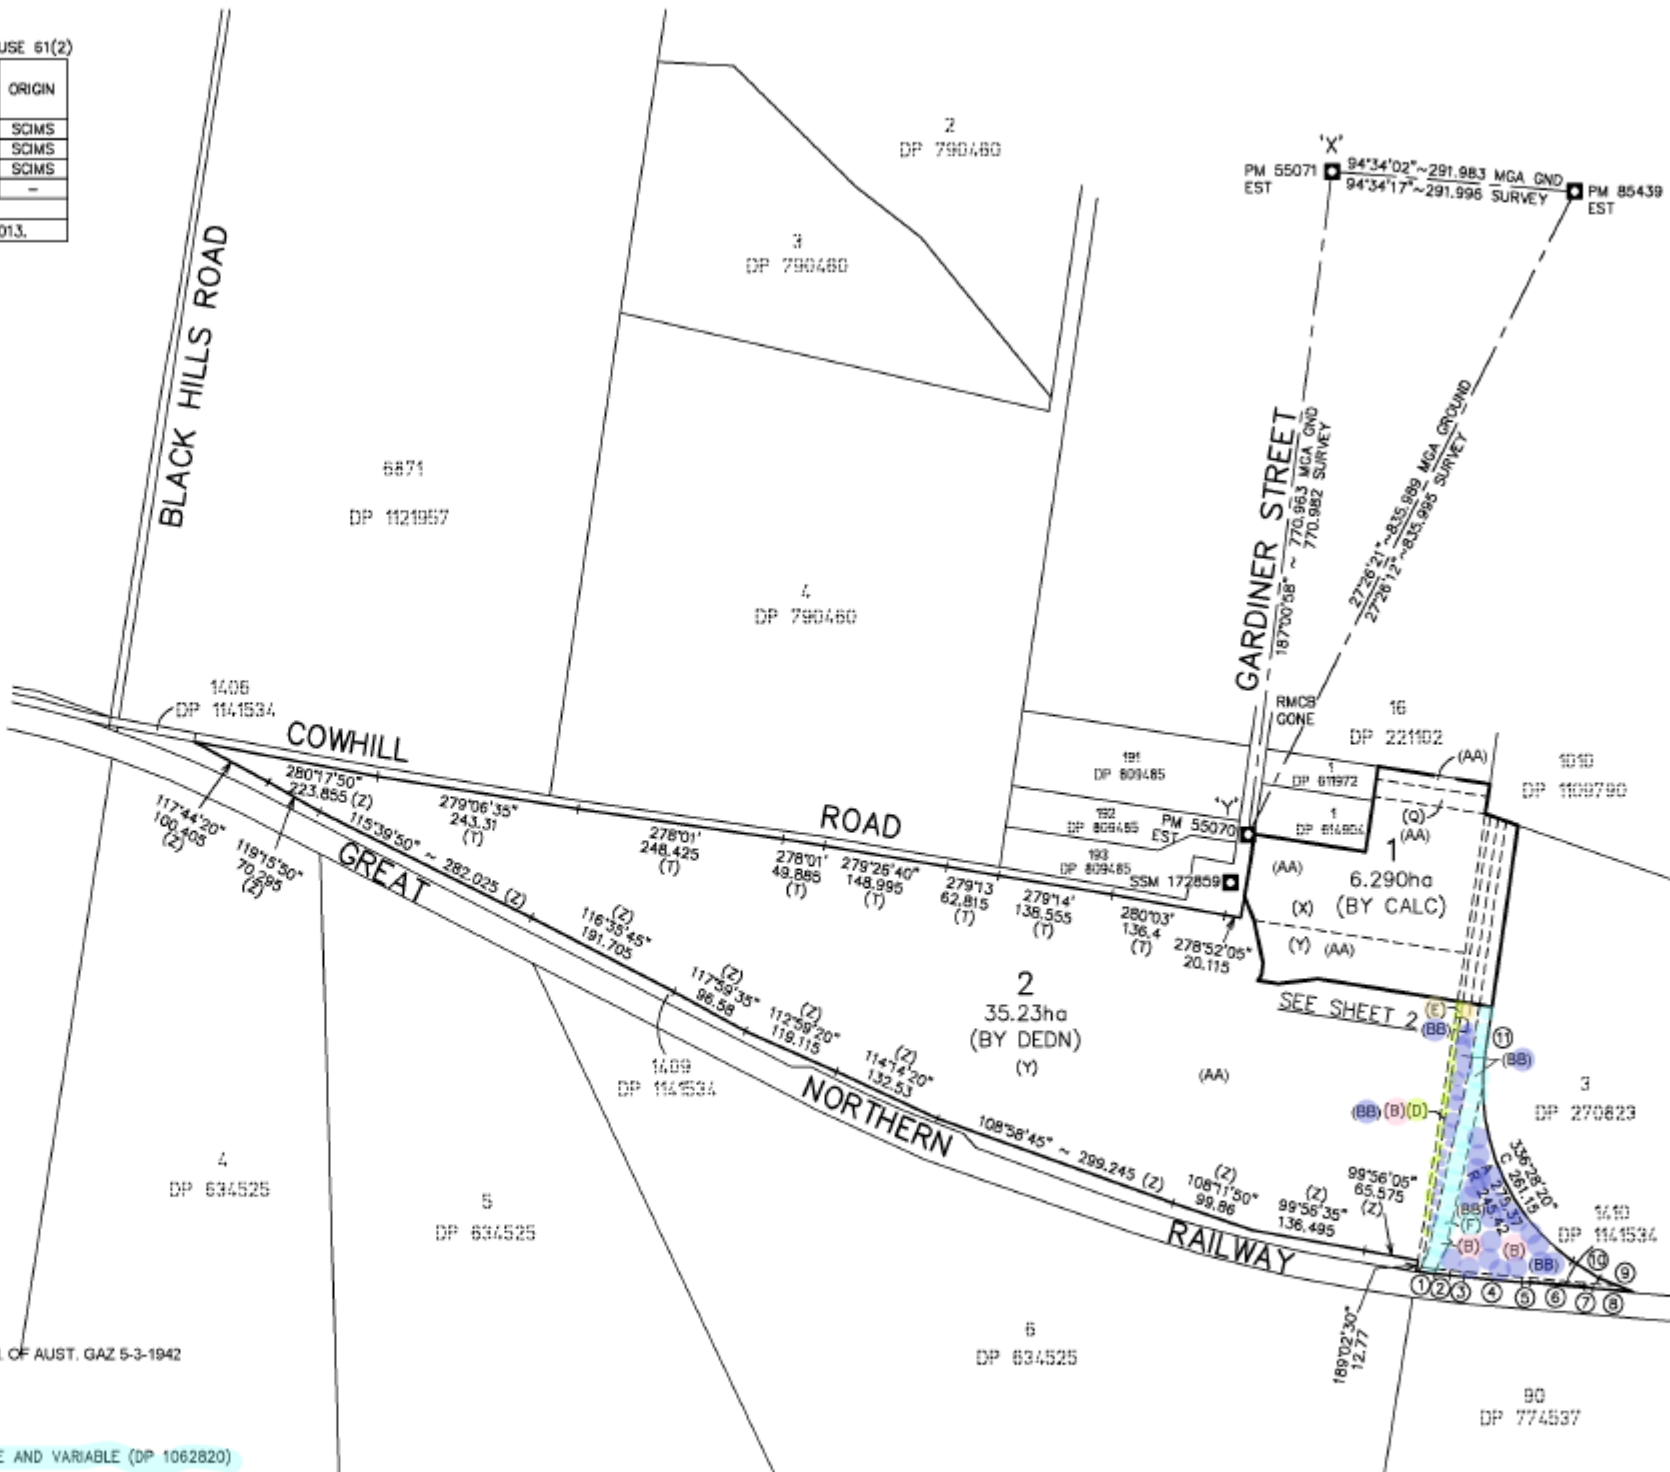 USE 61(2)
ORIGIN
SCIMS
SCIMS
SCIMS
-
013.
BLACK HILLS ROAD
2
DP 790460
3
DP 790460
'X'
PM 55071
EST
94°34'02"~291.983 MGA GND
94°34'17"~291.996 SURVEY
PM 85439
EST
6871
DP 1121957
4
DP 790460
GARDINER STREET
187°00'58" ~ 770.963 MGA GND
770.982 SURVEY
27°26'21"~835.989 MGA GROUND
27°26'12"~835.995 SURVEY
1406
DP 1141534
COWHILL
ROAD
RMCB
GONE
16
DP 221102
(AA)
1010
DP 1109790
191
DP 809485
1
DP 611972
192
DP 809485
'Y'
PM 55070
EST
1
DP 614904
(Q)
(AA)
193
DP 809485
SSM 172859
(AA)
1
6.290ha
(BY CALC)
(X)
(Y)
(AA)
280°17'50"
223.855 (Z)
279°06'35"
243.31
(T)
278°01'
248.425
(T)
278°01'
49.885
(T)
279°26'40"
148.995
(T)
279°13
62.815
(T)
279°14'
138.555
(T)
280°03'
136.4
(T)
278°52'05"
20.115
117°44'20"
100.405
(Z)
119°15'50"
70.295
(Z)
115°39'50" ~ 282.025 (Z)
GREAT
(Z)
116°35'45"
191.705
(Z)
117°59'35"
96.58
(Z)
112°59'20"
119.115
(Z)
114°14'20"
132.53
2
35.23ha
(BY DEDN)
(Y)
SEE SHEET 2
(E)
(BB)
11
(BB)
(AA)
3
DP 270823
1409
DP 1141534
NORTHERN
(BB) (B) (D)
108°58'45" ~ 299.245 (Z)
(Z)
108°11'50"
99.86
(Z)
99°56'35"
136.495
99°56'05"
65.575
(Z)
336°28'20"
C 261.15
A 275.37
R 245.42
(BB)
(F)
(B)
(B)
(BB)
1410
DP 1141534
RAILWAY
10
9
1
2
3
4
5
6
7
8
189°02'30"
12.77
4
DP 634525
5
DP 634525
6
DP 634525
90
DP 774537
OF AUST. GAZ 5-3-1942
E AND VARIABLE (DP 1062820)